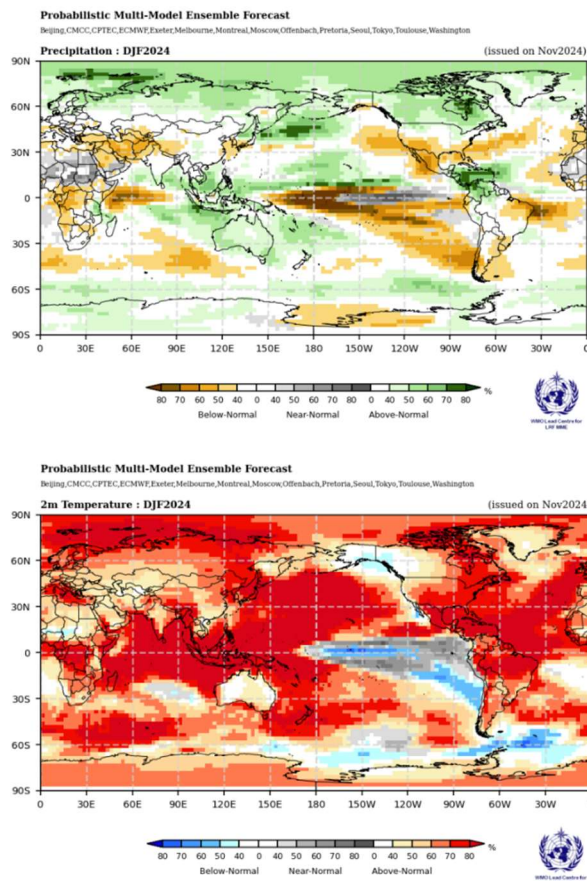 Probabilistic Multi-Model Ensemble Forecast
Beijing,CMCC,CPTEC,ECMWF,Exeter,Melbourne,Montreal,Moscow,Offenbach,Pretoria,Seoul,Tokyo,Toulouse,Washington
Precipitation : DJF2024 (issued on Nov2024)
90N
60N
30N
0
30S
60S
90S
0 30E 60E 90E 120E 150E 180 150W 120W 90W 60W 30W 0
80 70 60 50 40 0 40 50 60 70 80 0 40 50 60 70 80 %
Below-Normal Near-Normal Above-Normal
WMO Lead Centre for
LRF MME
Probabilistic Multi-Model Ensemble Forecast
Beijing,CMCC,CPTEC,ECMWF,Exeter,Melbourne,Montreal,Moscow,Offenbach,Pretoria,Seoul,Tokyo,Toulouse,Washington
2m Temperature : DJF2024 (issued on Nov2024)
90N
60N
30N
0
30S
60S
90S
0 30E 60E 90E 120E 150E 180 150W 120W 90W 60W 30W 0
80 70 60 50 40 0 40 50 60 70 80 0 40 50 60 70 80 %
Below-Normal Near-Normal Above-Normal
WMO Lead Centre for